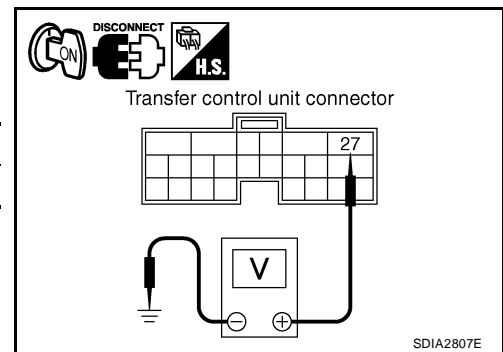 ON
DISCONNECT
H.S.
Transfer control unit connector
27
V
− +
SDIA2807E